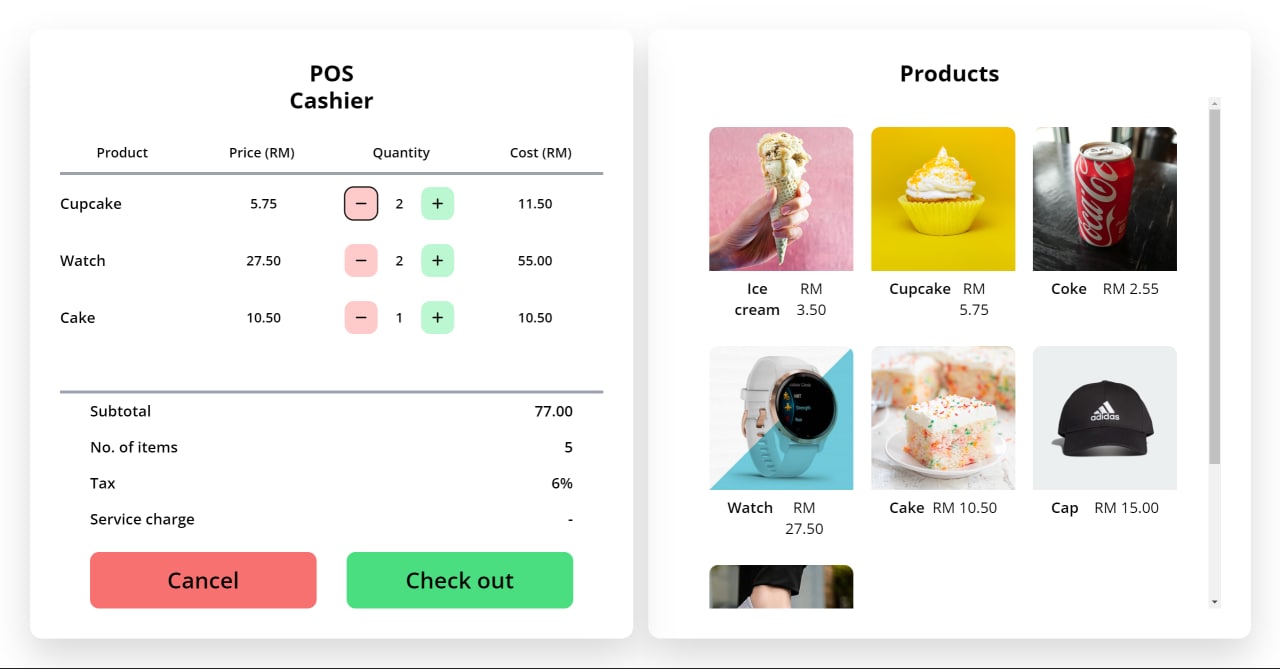 POS
Cashier
Product Price (RM) Quantity Cost (RM)
Cupcake 5.75 − 2 + 11.50
Watch 27.50 − 2 + 55.00
Cake 10.50 − 1 + 10.50
Subtotal 77.00
No. of items 5
Tax 6%
Service charge -
Cancel Check out
Products
Coca-Cola
Ice cream RM 3.50
Cupcake RM 5.75
Coke RM 2.55
adidas
Watch RM 27.50
Cake RM 10.50
Cap RM 15.00